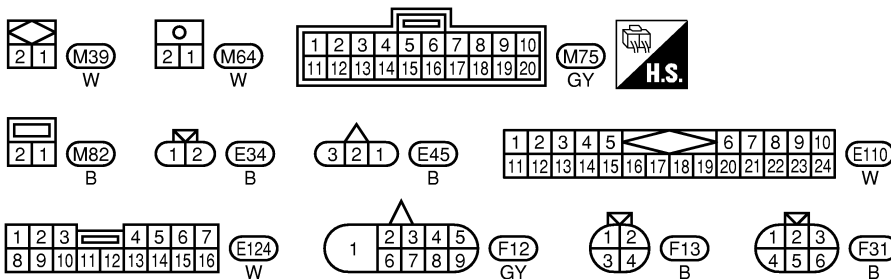 2 1 M39 W
2 1 M64 W
1 2 3 4 5 6 7 8 9 10
11 12 13 14 15 16 17 18 19 20
M75 GY
H.S.
2 1 M82 B
1 2 E34 B
3 2 1 E45 B
1 2 3 4 5 6 7 8 9 10
11 12 13 14 15 16 17 18 19 20 21 22 23 24
E110 W
1 2 3 4 5 6 7
8 9 10 11 12 13 14 15 16
E124 W
1 2 3 4 5
6 7 8 9
F12 GY
1 2
3 4
F13 B
1 2 3
4 5 6
F31 B